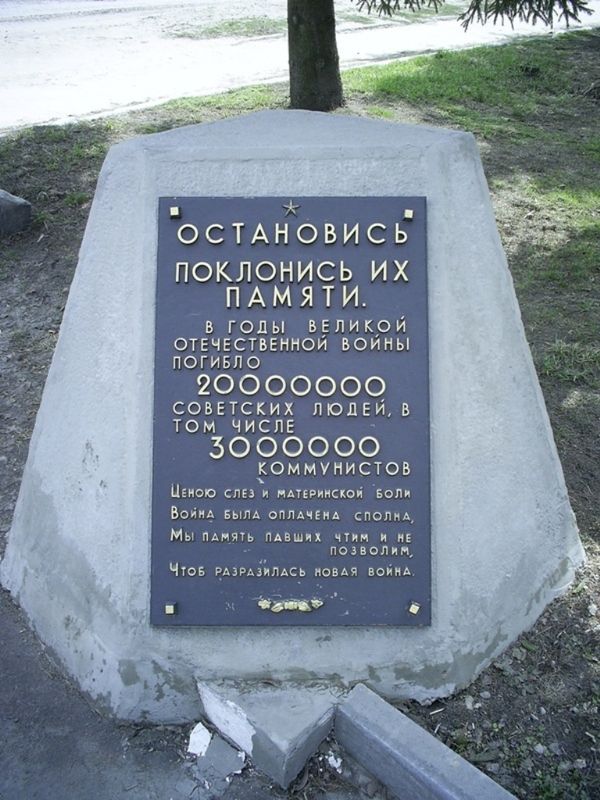 ОСТАНОВИСЬ
ПОКЛОНИСЬ ИХ
ПАМЯТИ.
В ГОДЫ ВЕЛИКОЙ
ОТЕЧЕСТВЕННОЙ ВОЙНЫ
ПОГИБЛО
20000000
СОВЕТСКИХ ЛЮДЕЙ, В
ТОМ ЧИСЛЕ
3000000
КОММУНИСТОВ
ЦЕНОЮ СЛЕЗ И МАТЕРИНСКОЙ БОЛИ
ВОЙНА БЫЛА ОПЛАЧЕНА СПОЛНА,
МЫ ПАМЯТЬ ПАВШИХ ЧТИМ И НЕ
ПОЗВОЛИМ,
ЧТОБ РАЗРАЗИЛАСЬ НОВАЯ ВОЙНА.